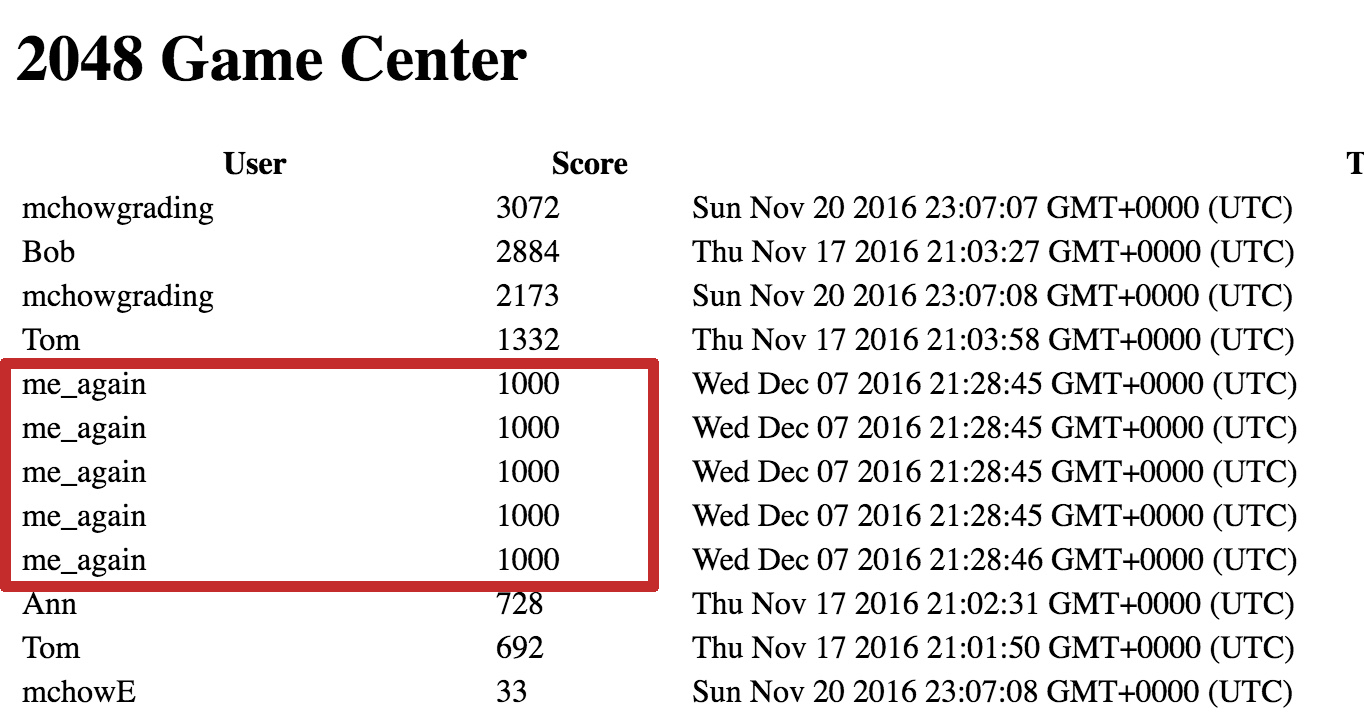 2048 Game Center
User Score T
mchowgrading 3072 Sun Nov 20 2016 23:07:07 GMT+0000 (UTC)
Bob 2884 Thu Nov 17 2016 21:03:27 GMT+0000 (UTC)
mchowgrading 2173 Sun Nov 20 2016 23:07:08 GMT+0000 (UTC)
Tom 1332 Thu Nov 17 2016 21:03:58 GMT+0000 (UTC)
me_again 1000 Wed Dec 07 2016 21:28:45 GMT+0000 (UTC)
me_again 1000 Wed Dec 07 2016 21:28:45 GMT+0000 (UTC)
me_again 1000 Wed Dec 07 2016 21:28:45 GMT+0000 (UTC)
me_again 1000 Wed Dec 07 2016 21:28:45 GMT+0000 (UTC)
me_again 1000 Wed Dec 07 2016 21:28:46 GMT+0000 (UTC)
Ann 728 Thu Nov 17 2016 21:02:31 GMT+0000 (UTC)
Tom 692 Thu Nov 17 2016 21:01:50 GMT+0000 (UTC)
mchowE 33 Sun Nov 20 2016 23:07:08 GMT+0000 (UTC)